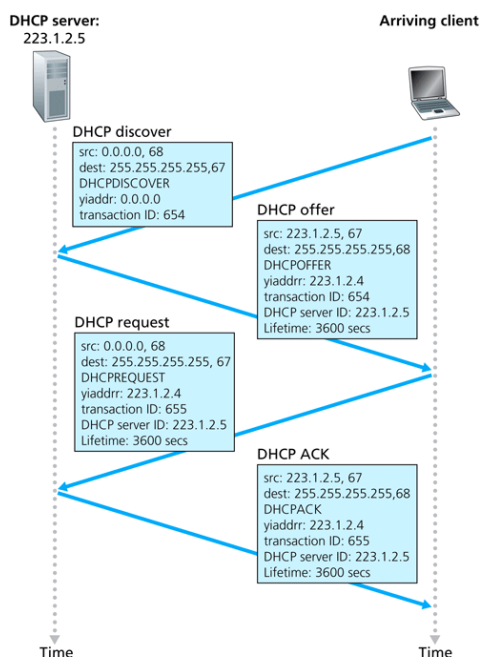 DHCP server:
223.1.2.5
Arriving client
DHCP discover
src: 0.0.0.0, 68
dest: 255.255.255.255,67
DHCPDISCOVER
yiaddr: 0.0.0.0
transaction ID: 654
DHCP offer
src: 223.1.2.5, 67
dest: 255.255.255.255,68
DHCPOFFER
yiaddrr: 223.1.2.4
transaction ID: 654
DHCP server ID: 223.1.2.5
Lifetime: 3600 secs
DHCP request
src: 0.0.0.0, 68
dest: 255.255.255.255, 67
DHCPREQUEST
yiaddrr: 223.1.2.4
transaction ID: 655
DHCP server ID: 223.1.2.5
Lifetime: 3600 secs
DHCP ACK
src: 223.1.2.5, 67
dest: 255.255.255.255,68
DHCPACK
yiaddrr: 223.1.2.4
transaction ID: 655
DHCP server ID: 223.1.2.5
Lifetime: 3600 secs
Time
Time